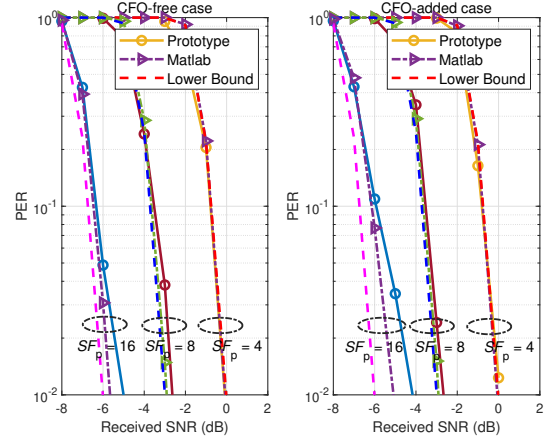 CFO-free case
CFO-added case
10^0
10^0
Prototype
Matlab
Lower Bound
Prototype
Matlab
Lower Bound
PER
PER
10^-1
10^-1
SF_p = 16
SF_p = 8
SF_p = 4
SF_p = 16
SF_p = 8
SF_p = 4
10^-2
10^-2
-8 -6 -4 -2 0 2
-8 -6 -4 -2 0 2
Received SNR (dB)
Received SNR (dB)